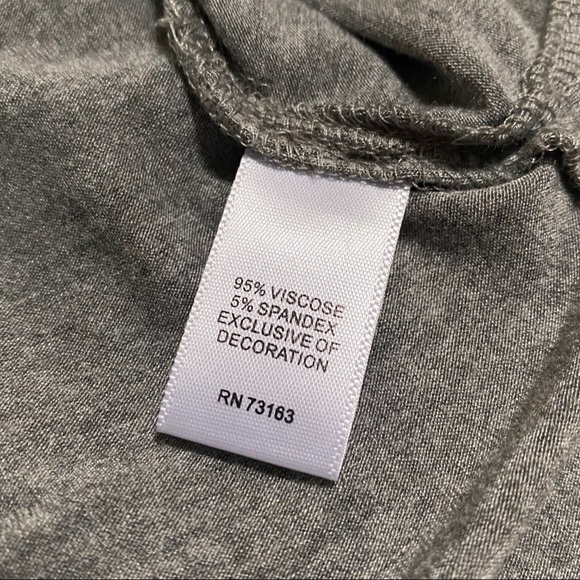 95% VISCOSE
5% SPANDEX
EXCLUSIVE OF
DECORATION
RN 73163